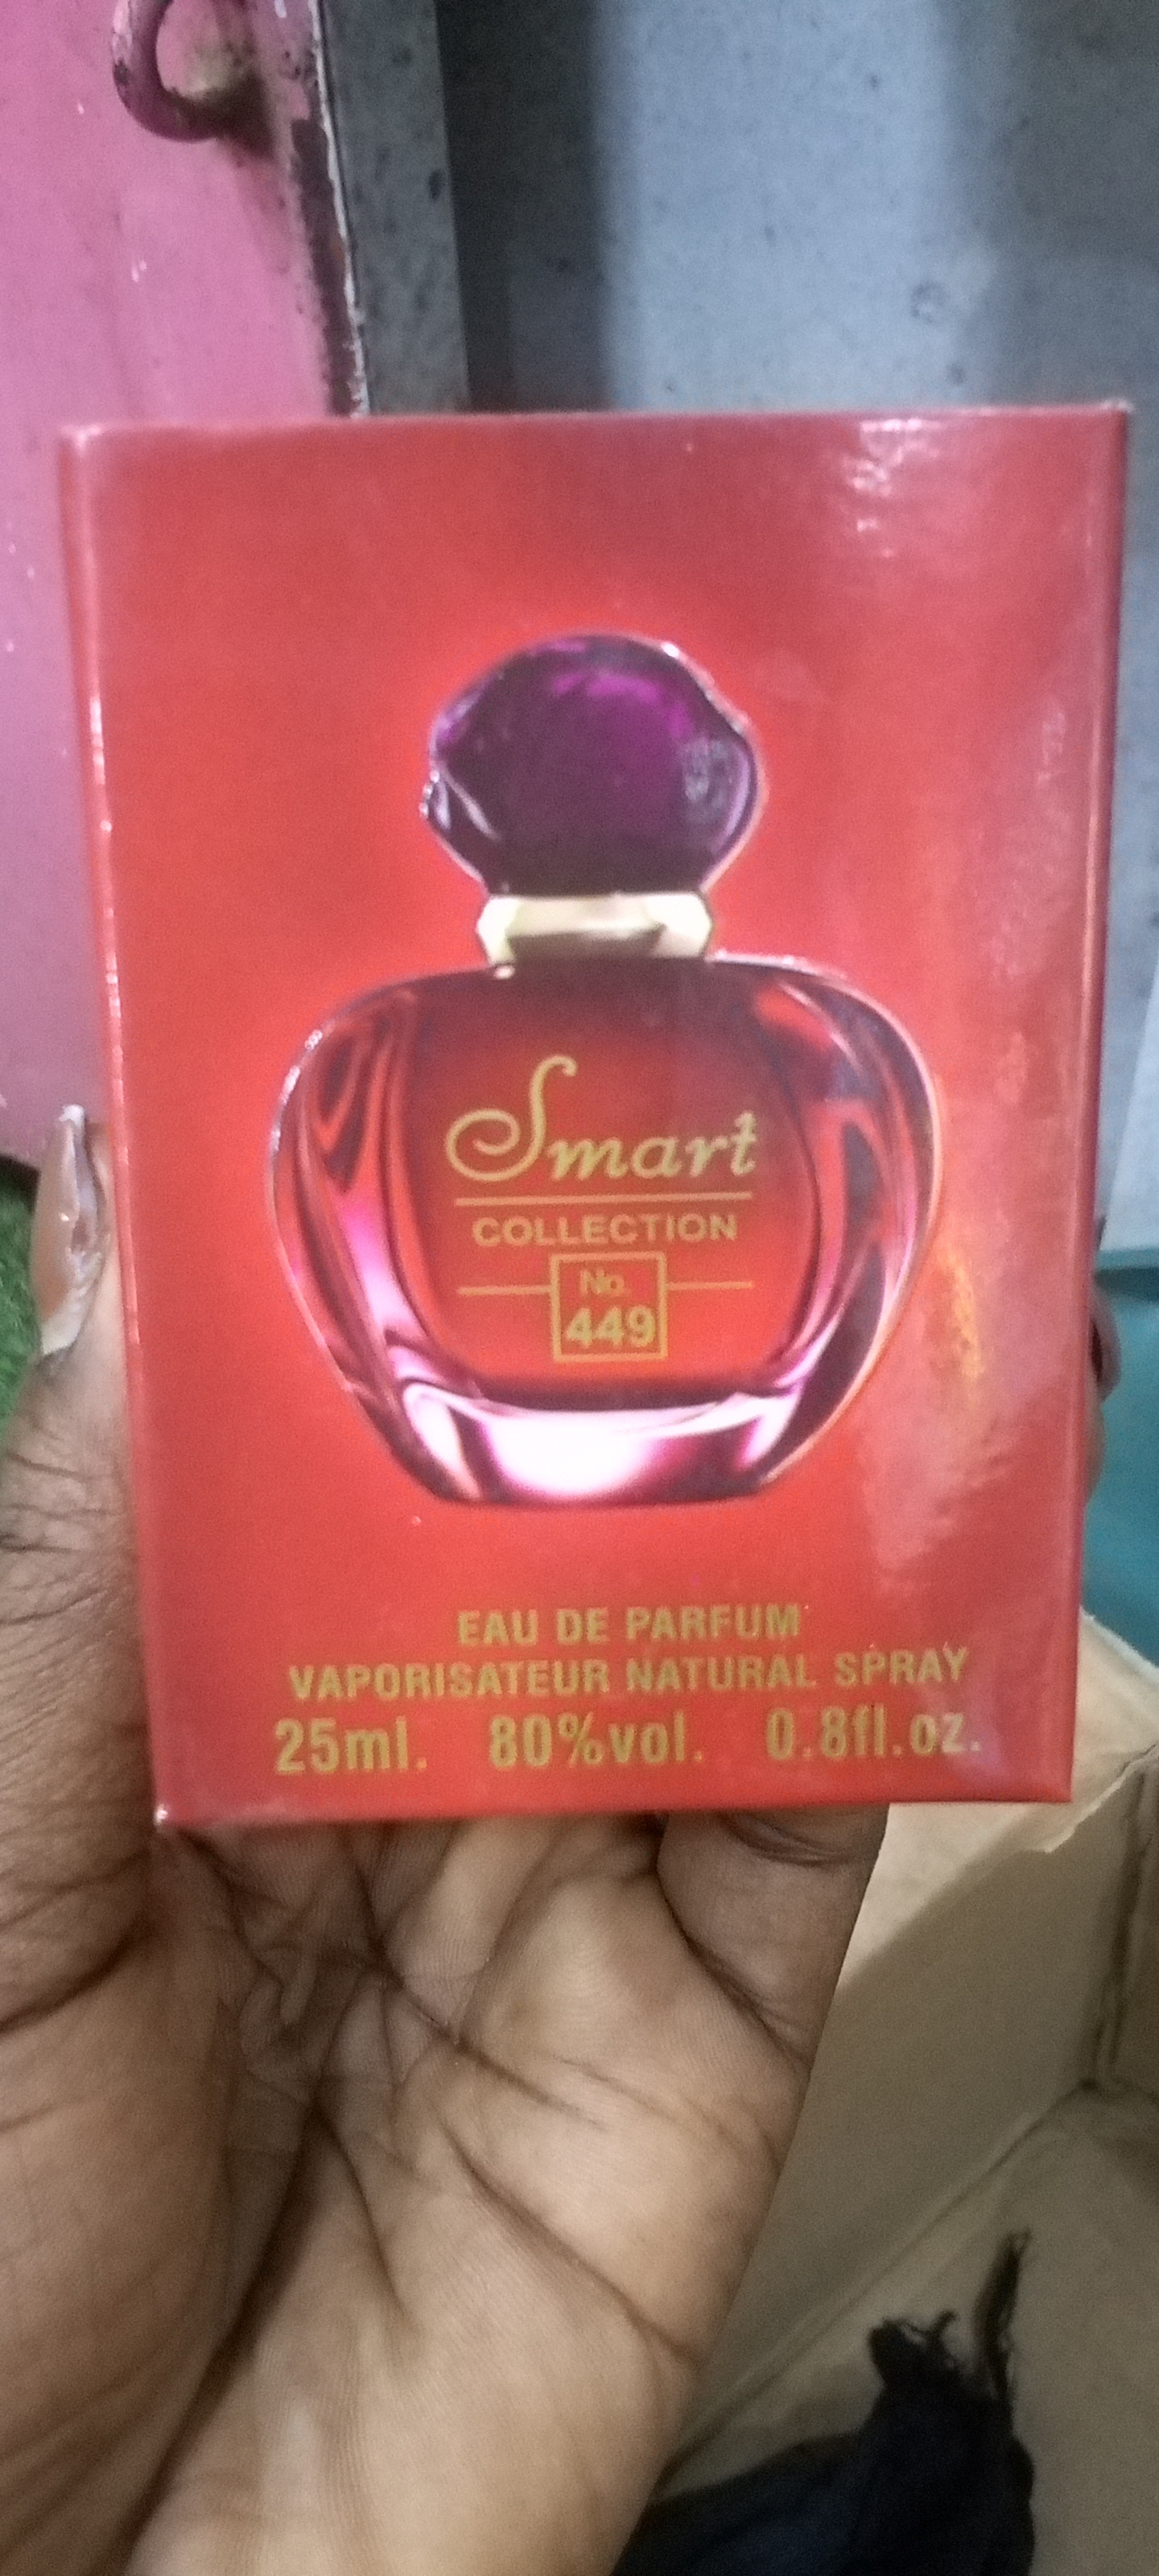 Smart
COLLECTION
No.
449
EAU DE PARFUM
VAPORISATEUR NATURAL SPRAY
25ml. 80%vol. 0.8fl.oz.